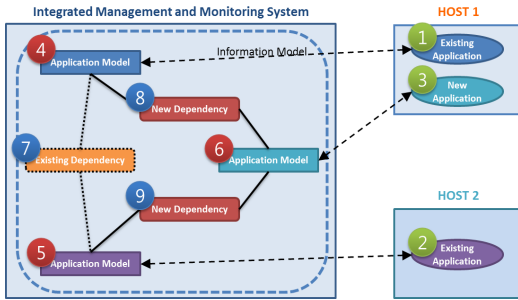 Integrated Management and Monitoring System
HOST 1
4
Application Model
Information Model
1
Existing
Application
3
New
Application
8
New Dependency
7
Existing Dependency
6
Application Model
9
New Dependency
HOST 2
5
Application Model
2
Existing
Application